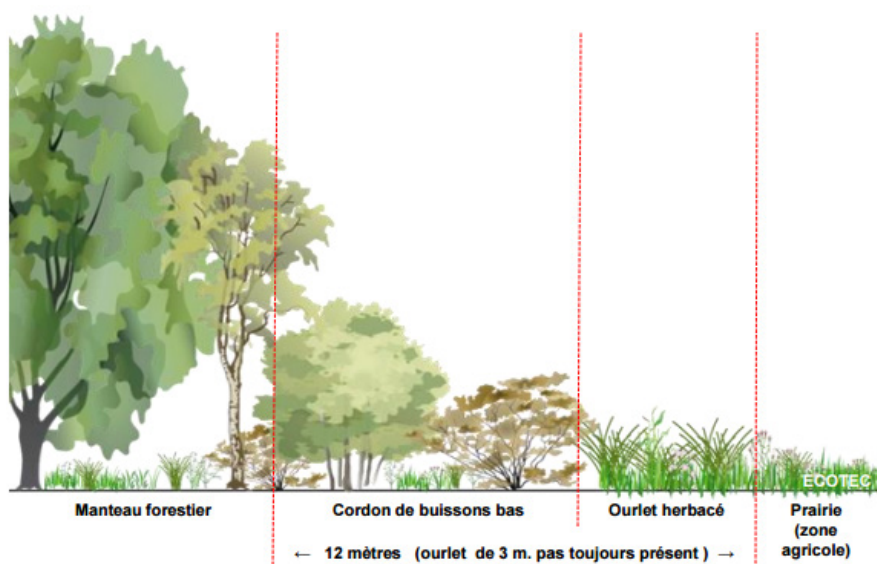 ECOTEC
Manteau forestier
Cordon de buissons bas
Ourlet herbacé
Prairie
(zone
agricole)
← 12 mètres (ourlet de 3 m. pas toujours présent ) →